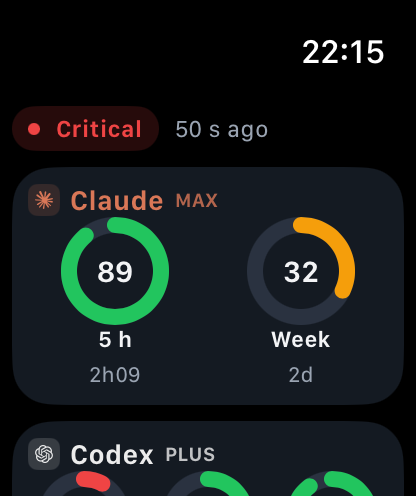 22:15
Critical 50 s ago
Claude MAX
89 32
5 h Week
2h09 2d
Codex PLUS